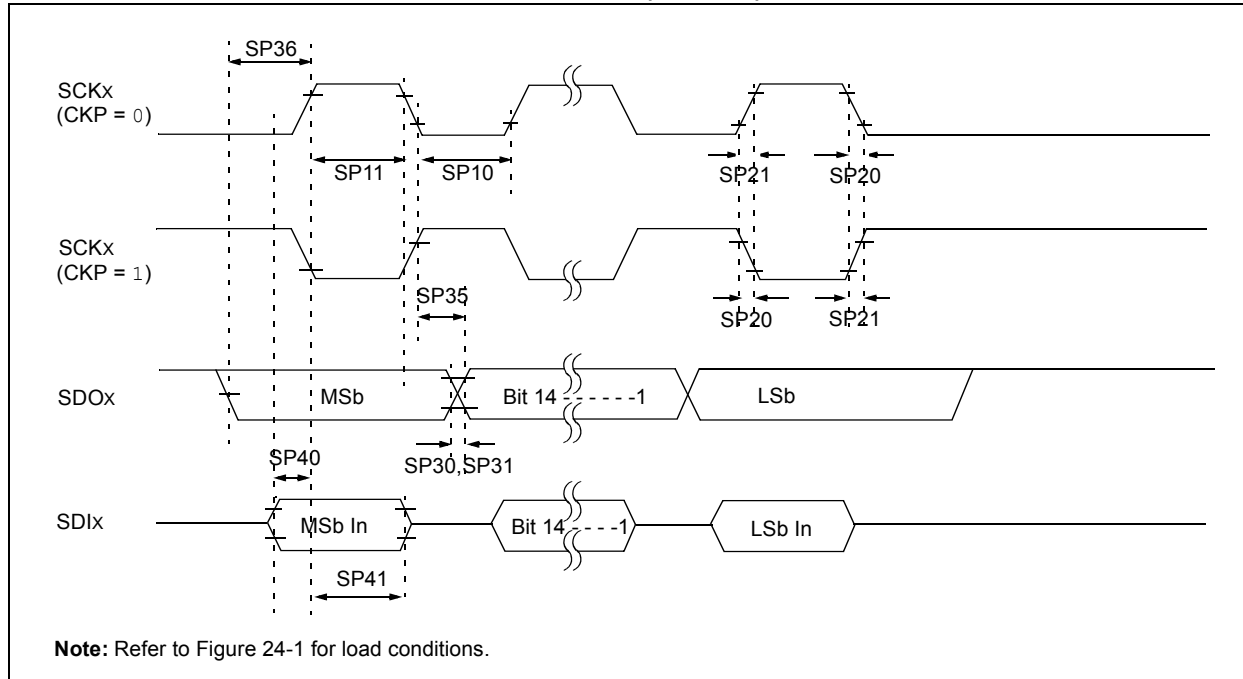 SP36
SCKx
(CKP = 0)
SP11
SP10
SP21
SP20
SCKx
(CKP = 1)
SP35
SP20
SP21
SDOx
MSb
Bit 14 - - - - - -1
LSb
SP40
SP30,SP31
SDIx
MSb In
Bit 14 - - - - -1
LSb In
SP41
Note: Refer to Figure 24-1 for load conditions.